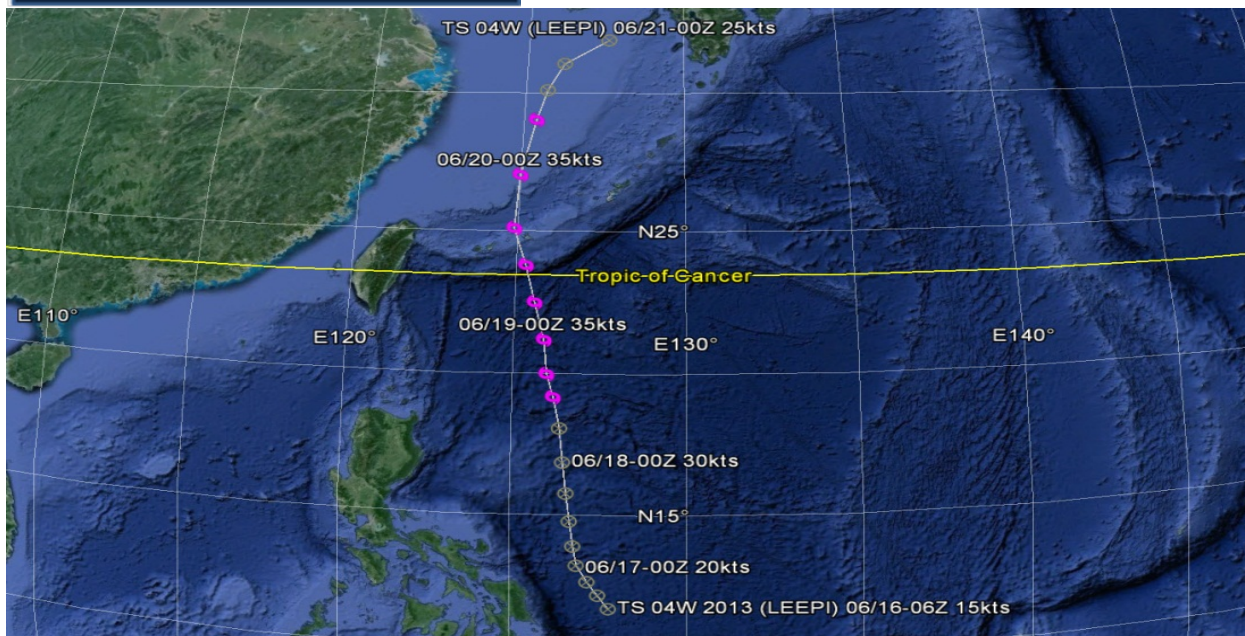 TS 04W (LEEPI) 06/21-00Z 25kts
06/20-00Z 35kts
N25°
Tropic of Cancer
E110°
06/19-00Z 35kts
E120°
E130°
E140°
06/18-00Z 30kts
N15°
06/17-00Z 20kts
TS 04W 2013 (LEEPI) 06/16-06Z 15kts